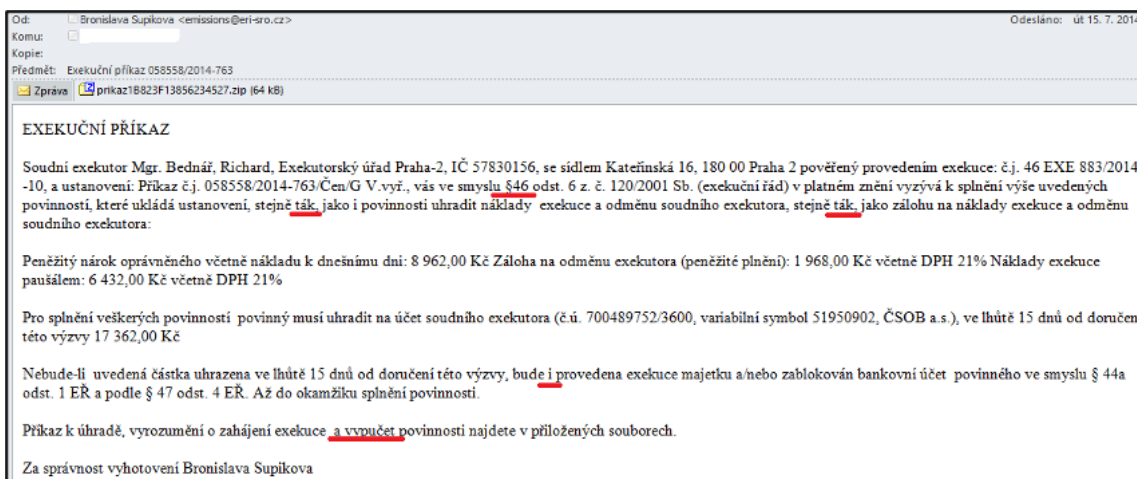 Od: Bronislava Supikova <emissions@eri-sro.cz> Odesláno: út 15. 7. 2014
Komu:
Kopie:
Předmět: Exekuční příkaz 058558/2014-763
Zpráva prikaz1B823F13856234527.zip (64 kB)
EXEKUČNÍ PŘÍKAZ
Soudní exekutor Mgr. Bednář, Richard, Exekutorský úřad Praha-2, IČ 57830156, se sídlem Kateřinská 16, 180 00 Praha 2 pověřený provedením exekuce: č.j. 46 EXE 883/2014
-10, a ustanovení: Příkaz č.j. 058558/2014-763/Čen/G V.vyř., vás ve smyslu §46 odst. 6 z. č. 120/2001 Sb. (exekuční řád) v platném znění vyzývá k splnění výše uvedených
povinností, které ukládá ustanovení, stejně ták, jako i povinnosti uhradit náklady exekuce a odměnu soudního exekutora, stejně ták, jako zálohu na náklady exekuce a odměnu
soudního exekutora:
Peněžitý nárok oprávněného včetně nákladu k dnešnímu dni: 8 962,00 Kč Záloha na odměnu exekutora (peněžité plnění): 1 968,00 Kč včetně DPH 21% Náklady exekuce
paušálem: 6 432,00 Kč včetně DPH 21%
Pro splnění veškerých povinností povinný musí uhradit na účet soudního exekutora (č.ú. 700489752/3600, variabilní symbol 51950902, ČSOB a.s.), ve lhůtě 15 dnů od doručen
této výzvy 17 362,00 Kč
Nebude-li uvedená částka uhrazena ve lhůtě 15 dnů od doručení této výzvy, bude i provedena exekuce majetku a/nebo zablokován bankovní účet povinného ve smyslu § 44a
odst. 1 EŘ a podle § 47 odst. 4 EŘ. Až do okamžiku splnění povinnosti.
Příkaz k úhradě, vyrozumění o zahájení exekuce a vypučet povinnosti najdete v přiložených souborech.
Za správnost vyhotovení Bronislava Supikova